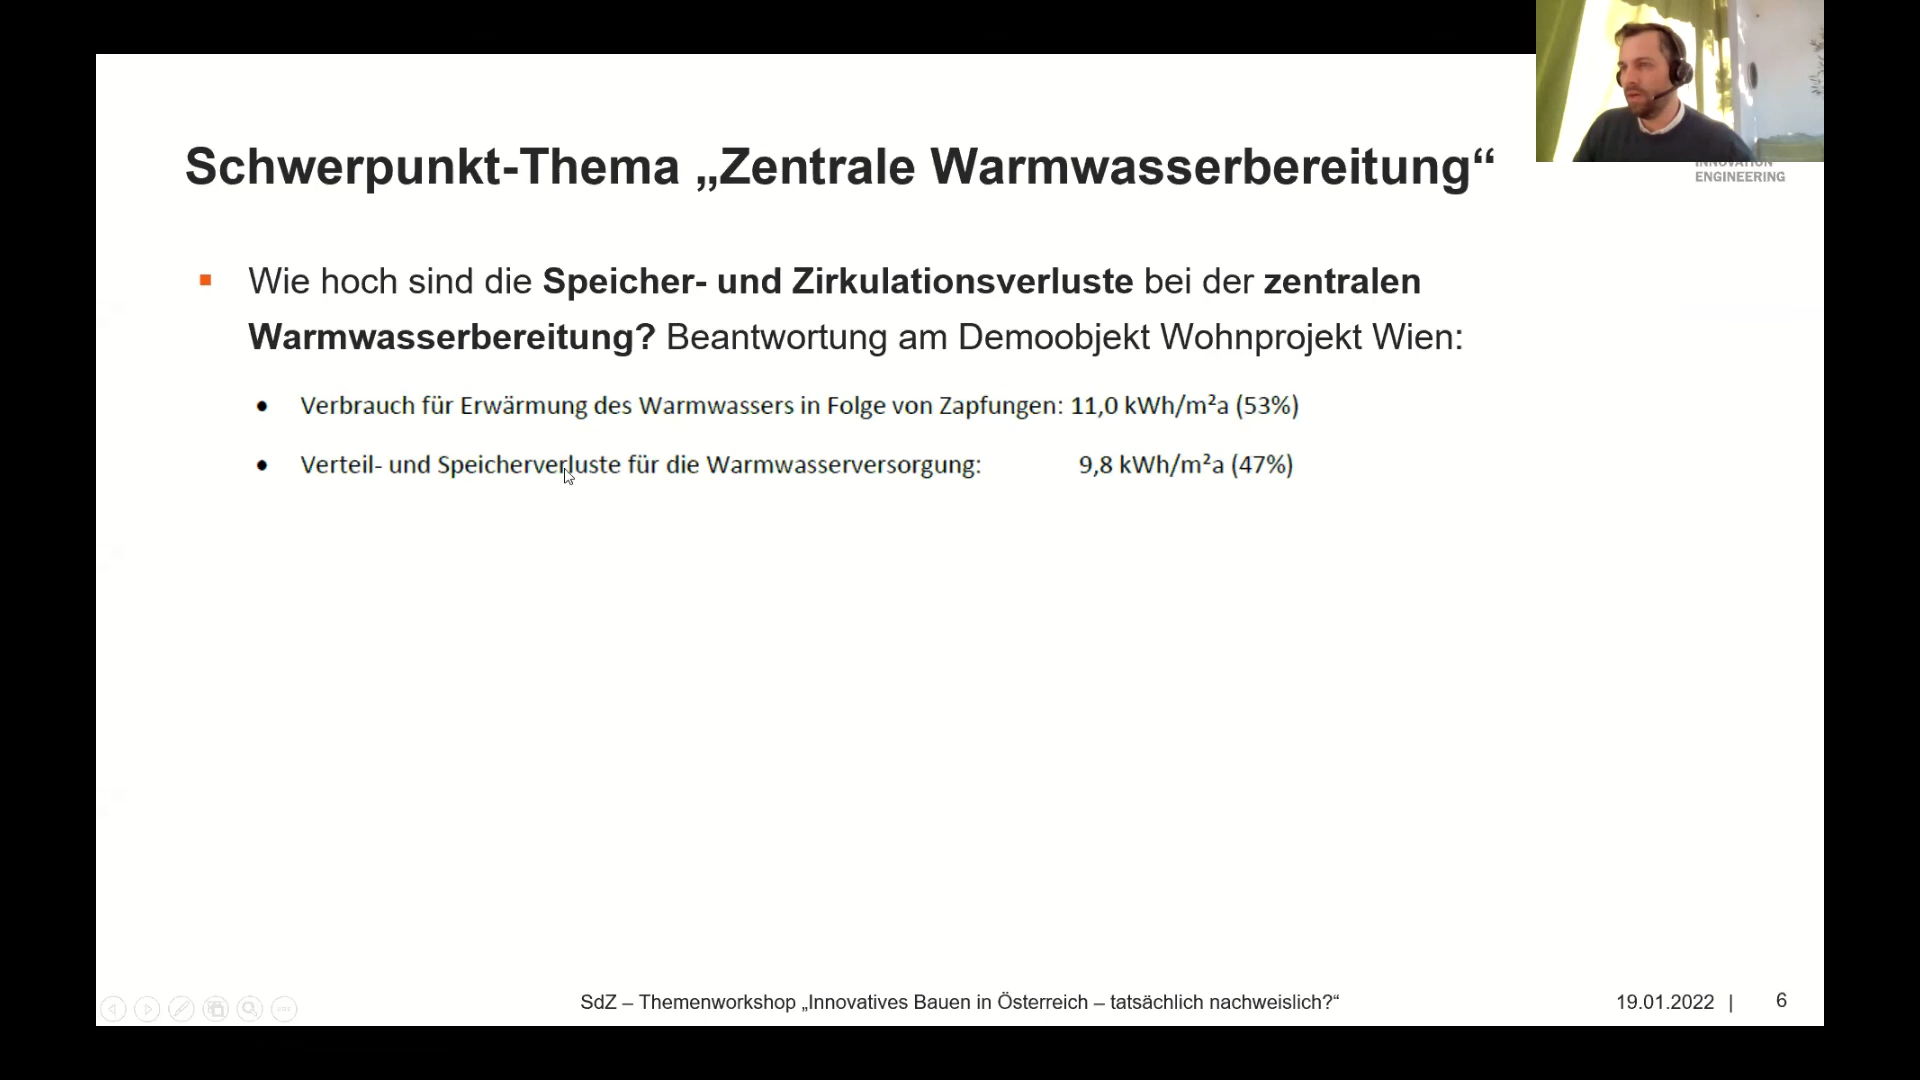 Schwerpunkt-Thema „Zentrale Warmwasserbereitung“
INNOVATION
ENGINEERING
Wie hoch sind die Speicher- und Zirkulationsverluste bei der zentralen
Warmwasserbereitung? Beantwortung am Demoobjekt Wohnprojekt Wien:
• Verbrauch für Erwärmung des Warmwassers in Folge von Zapfungen: 11,0 kWh/m²a (53%)
• Verteil- und Speicherverluste für die Warmwasserversorgung: 9,8 kWh/m²a (47%)
SdZ – Themenworkshop „Innovatives Bauen in Österreich – tatsächlich nachweislich?“ 19.01.2022 | 6